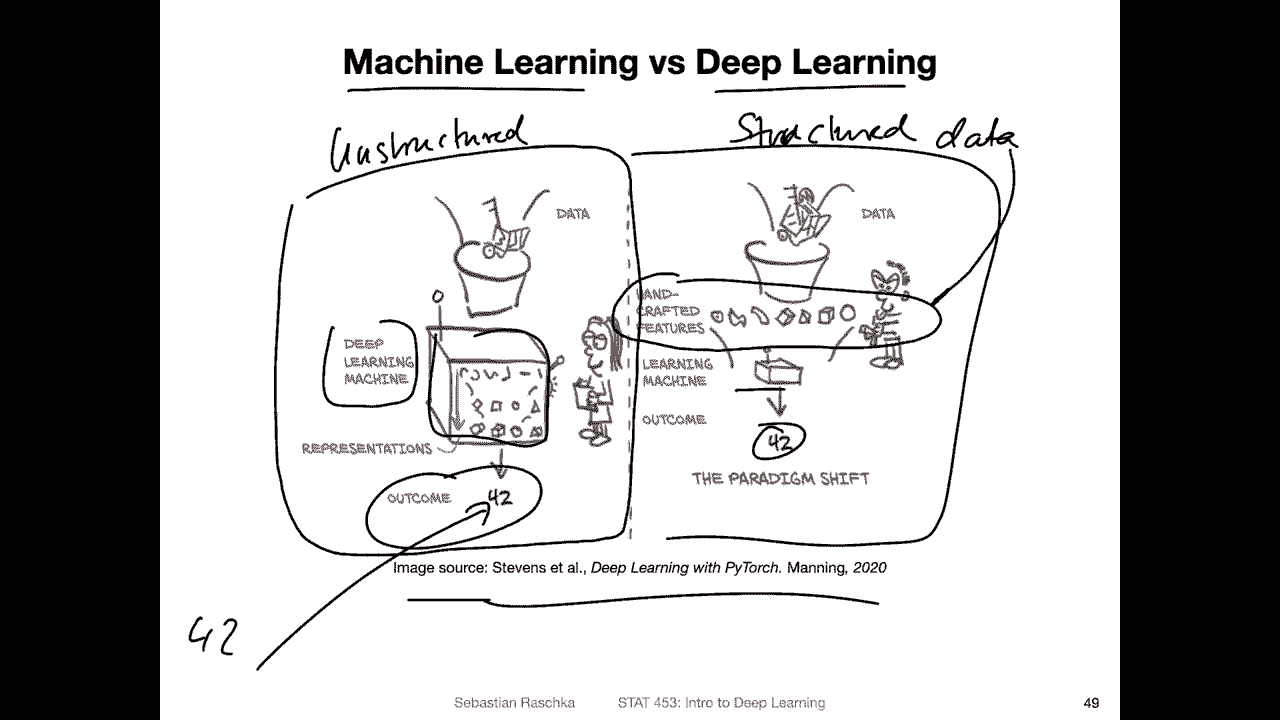 Machine Learning vs Deep Learning
Unstructured
Structured data
DATA
DEEP
LEARNING
MACHINE
REPRESENTATIONS
OUTCOME 42
DATA
HAND-
CRAFTED
FEATURES
LEARNING
MACHINE
OUTCOME
42
THE PARADIGM SHIFT
Image source: Stevens et al., Deep Learning with PyTorch. Manning, 2020
42
Sebastian Raschka STAT 453: Intro to Deep Learning 49